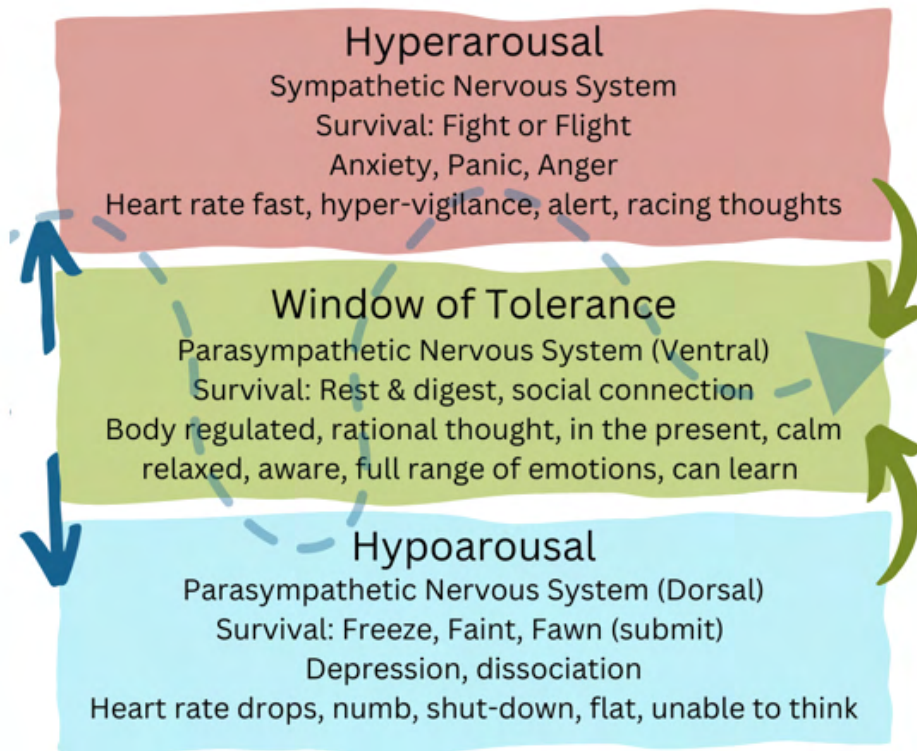 Hyperarousal
Sympathetic Nervous System
Survival: Fight or Flight
Anxiety, Panic, Anger
Heart rate fast, hyper-vigilance, alert, racing thoughts
Window of Tolerance
Parasympathetic Nervous System (Ventral)
Survival: Rest & digest, social connection
Body regulated, rational thought, in the present, calm
relaxed, aware, full range of emotions, can learn
Hypoarousal
Parasympathetic Nervous System (Dorsal)
Survival: Freeze, Faint, Fawn (submit)
Depression, dissociation
Heart rate drops, numb, shut-down, flat, unable to think